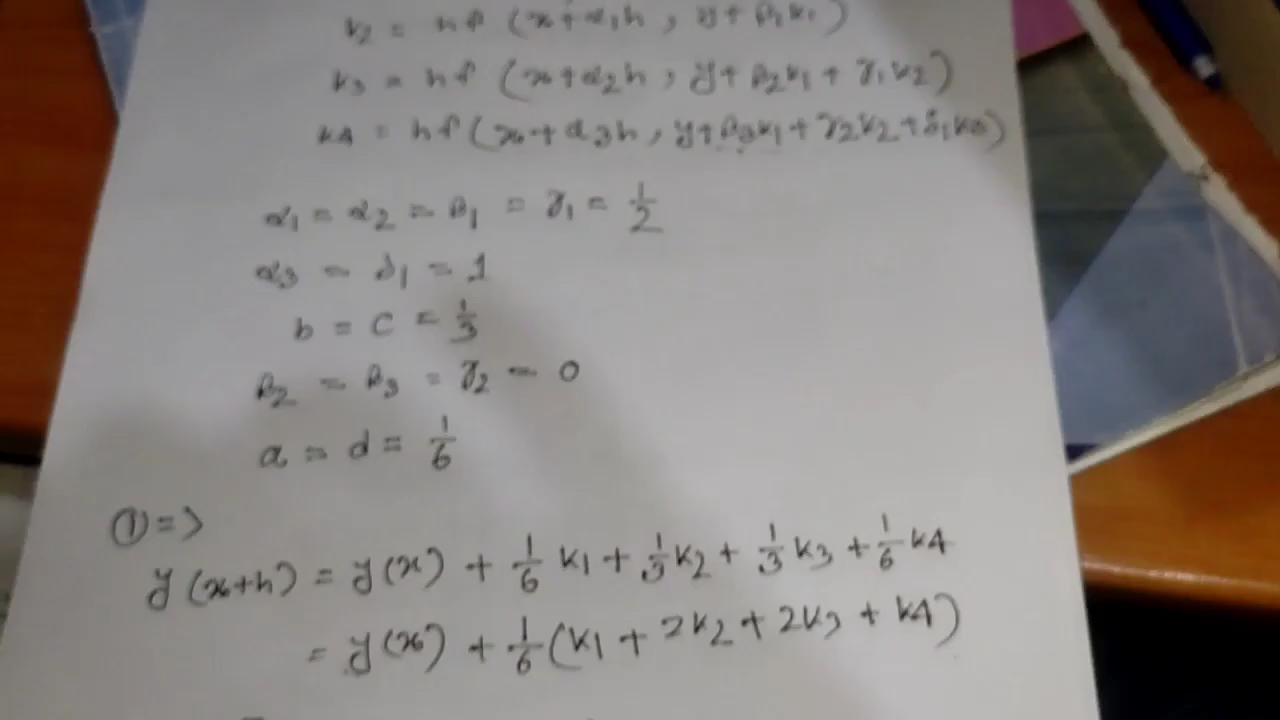 k2 = hf (x+α1h, y+β1k1)
k3 = hf (x+α2h, y+β2k1 + γ1k2)
k4 = hf (x+α3h, y+β3k1+γ2k2+δ1k3)
α1 = α2 = β1 = γ1 = 1/2
α3 = δ1 = 1
b = c = 1/3
β2 = β3 = γ2 = 0
a = d = 1/6
① =>
y(x+h) = y(x) + 1/6 k1 + 1/3 k2 + 1/3 k3 + 1/6 k4
= y(x) + 1/6 (k1 + 2k2 + 2k3 + k4)